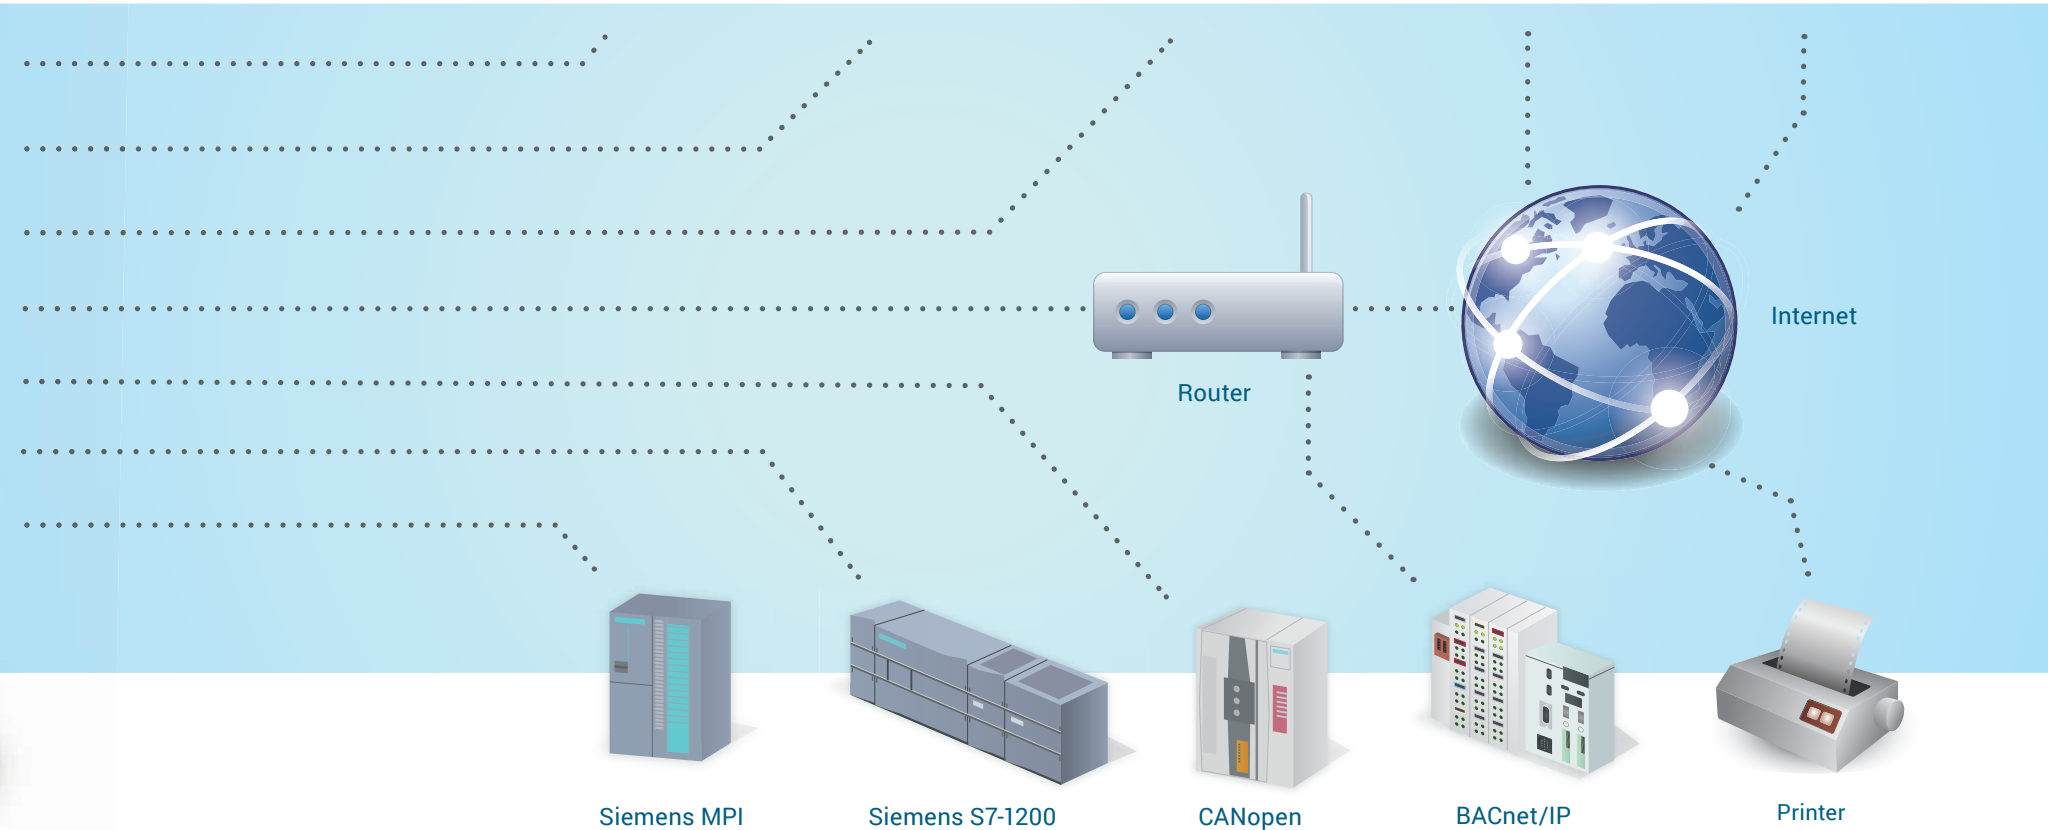 Internet
Router
Siemens MPI
Siemens S7-1200
CANopen
BACnet/IP
Printer